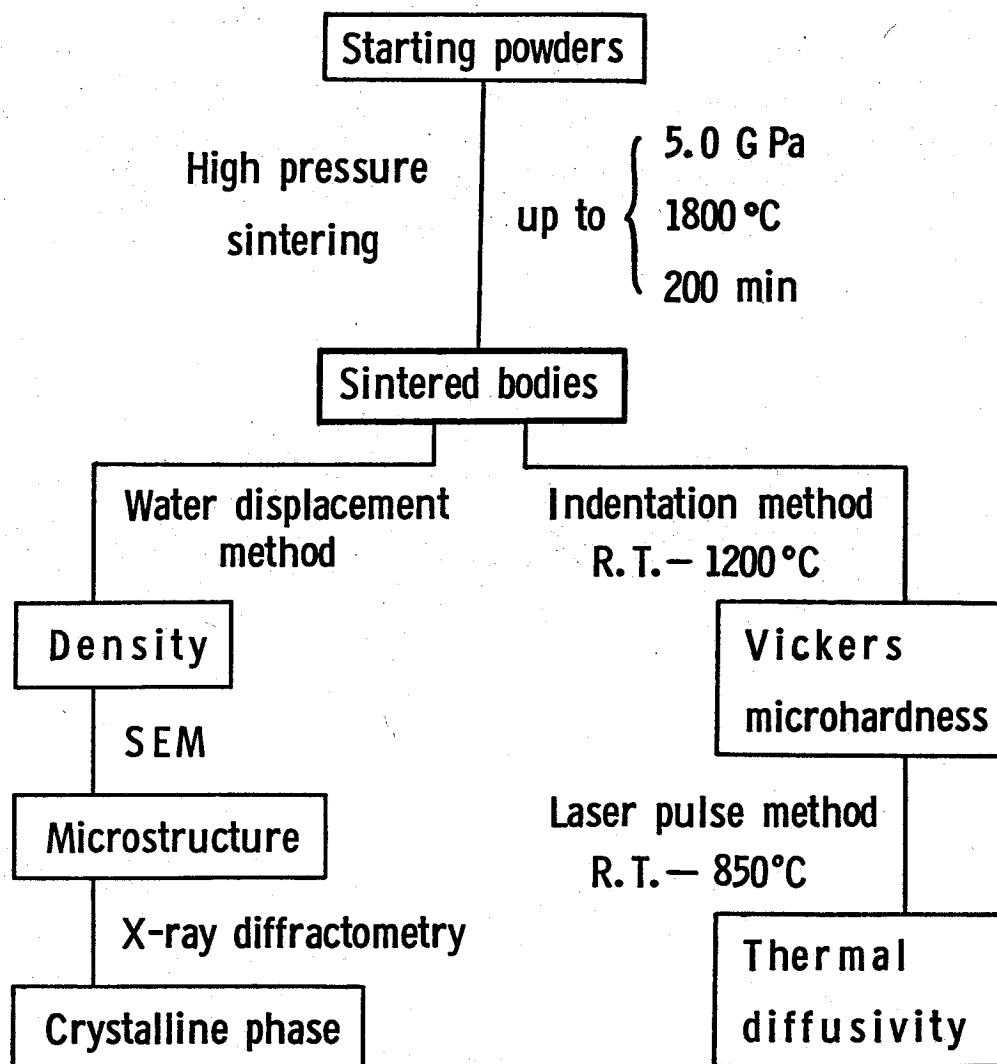 Starting powders
High pressure
sintering
up to
5.0 GPa
1800°C
200 min
Sintered bodies
Water displacement
method
Indentation method
R.T.— 1200°C
Density
Vickers
microhardness
SEM
Microstructure
Laser pulse method
R.T.— 850°C
X-ray diffractometry
Crystalline phase
Thermal
diffusivity